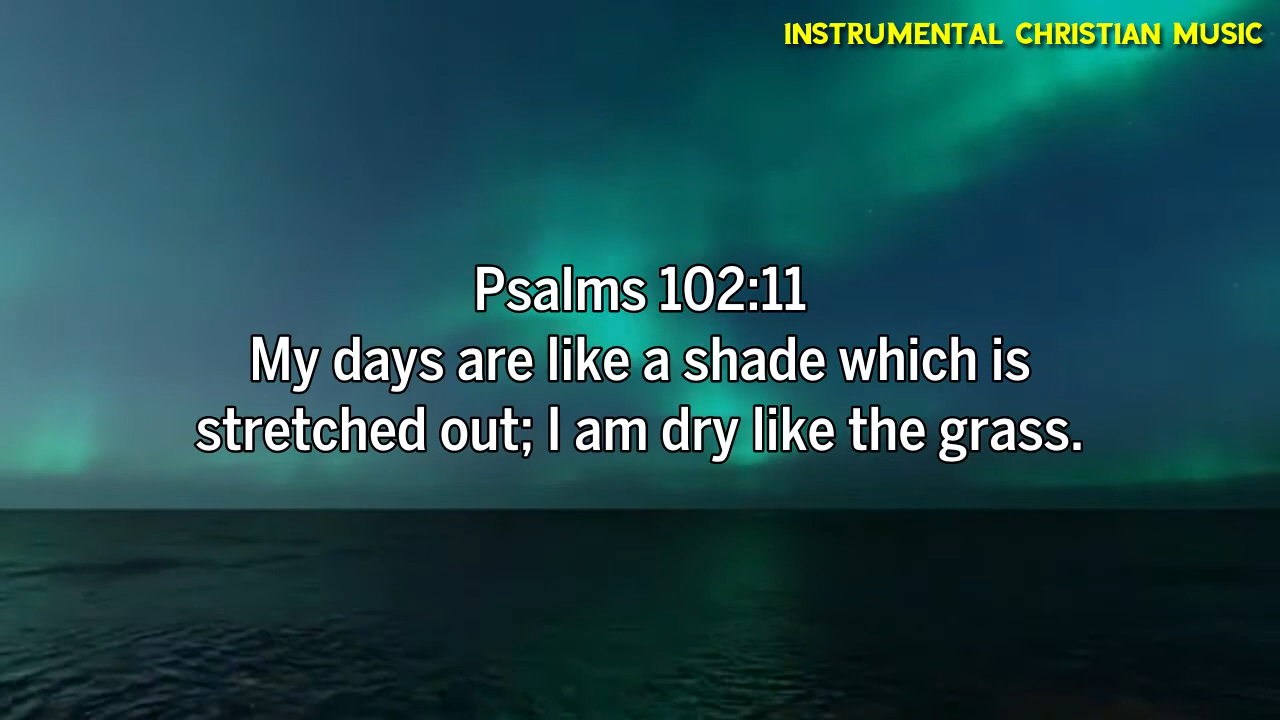 INSTRUMENTAL CHRISTIAN MUSIC
Psalms 102:11
My days are like a shade which is
stretched out; I am dry like the grass.